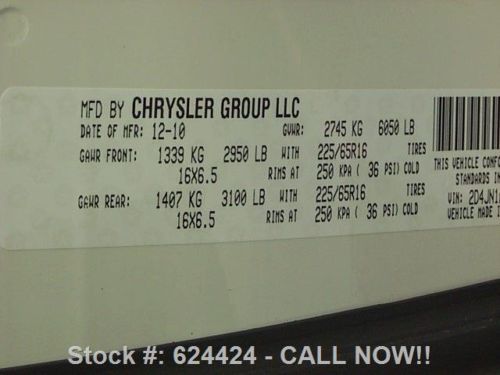 MFD BY CHRYSLER GROUP LLC
DATE OF MFR: 12-10 GVWR: 2745 KG 6050 LB
GAWR FRONT: 1339 KG 2950 LB WITH 225/65R16 TIRES
16X6.5 RIMS AT 250 KPA ( 36 PSI) COLD
GAWR REAR: 1407 KG 3100 LB WITH 225/65R16 TIRES
16X6.5 RIMS AT 250 KPA ( 36 PSI) COLD
THIS VEHICLE CONFO
STANDARDS IN
VIN: 2D4JN1
VEHICLE MADE I
Stock #: 624424 - CALL NOW!!